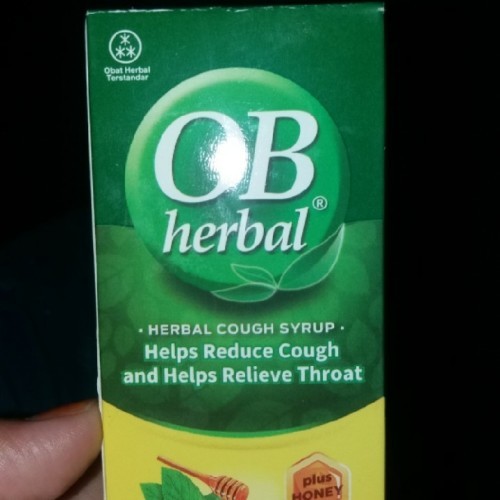 Obat Herbal
Terstandar
OB
herbal®
· HERBAL COUGH SYRUP ·
Helps Reduce Cough
and Helps Relieve Throat
plus
HONEY